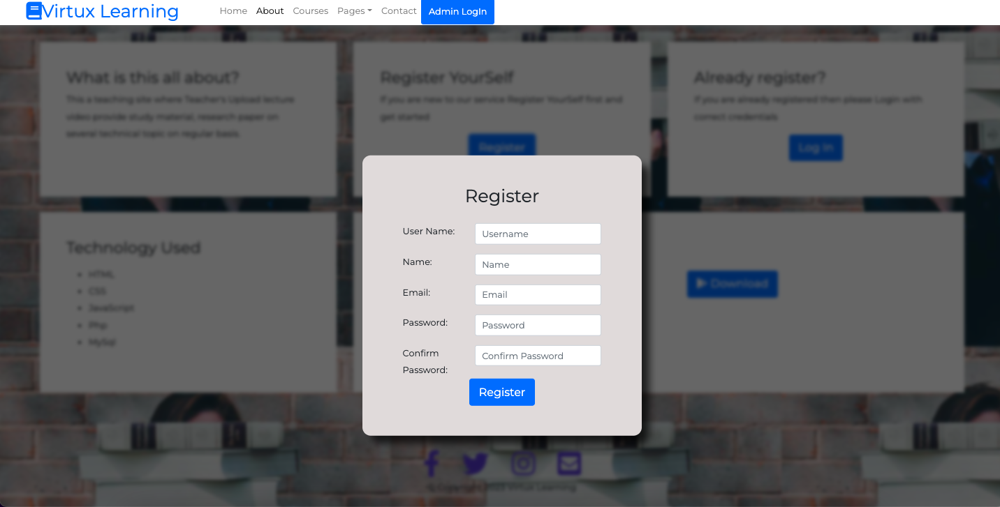 Virtux Learning
Home About Courses Pages Contact Admin LogIn
What is this all about?
This a teaching site where Teacher's Upload lecture
video provide study material, research paper on
several technical topic on regular basis.
Register YourSelf
If you are new to our service Register YourSelf first and
get started
Register
Already register?
If you are already registered then please Login with
correct credentials
Log In
Register
User Name: Username
Name: Name
Email: Email
Password: Password
Confirm Confirm Password
Password:
Register
Technology Used
HTML
CSS
JavaScript
Php
MySql
Download
© Copyright Virtux Learning